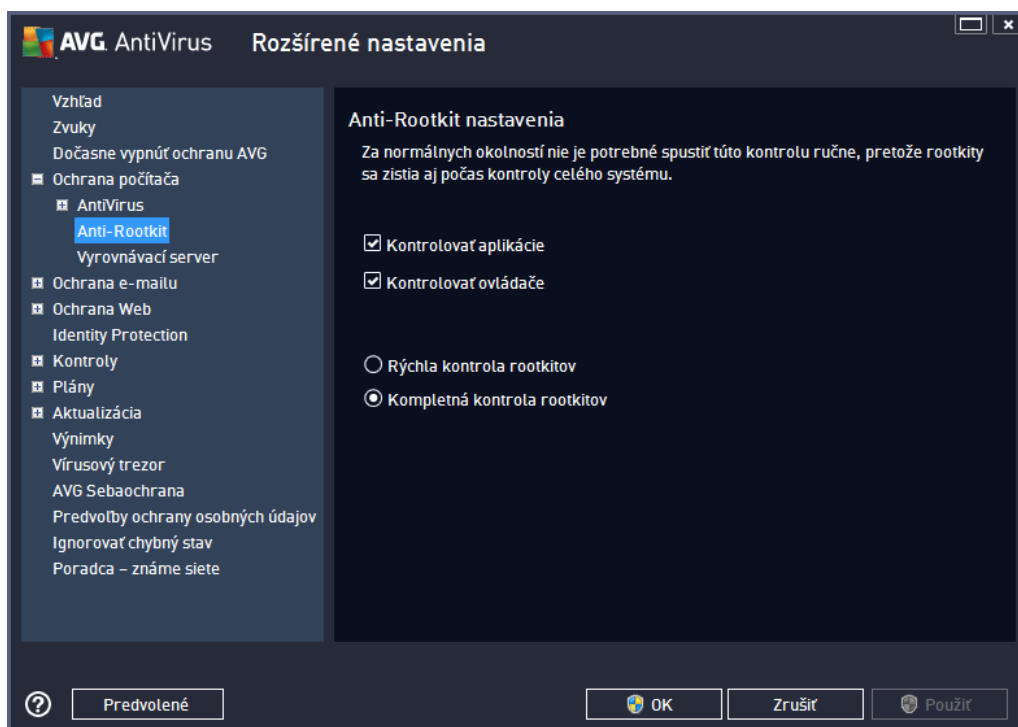 AVG AntiVirus Rozšírené nastavenia
Vzhľad
Zvuky
Dočasne vypnúť ochranu AVG
Ochrana počítača
AntiVirus
Anti-Rootkit
Vyrovnávací server
Ochrana e-mailu
Ochrana Web
Identity Protection
Kontroly
Plány
Aktualizácia
Výnimky
Vírusový trezor
AVG Sebaochrana
Predvoľby ochrany osobných údajov
Ignorovať chybný stav
Poradca – známe siete
Anti-Rootkit nastavenia
Za normálnych okolností nie je potrebné spustiť túto kontrolu ručne, pretože rootkity
sa zistia aj počas kontroly celého systému.
Kontrolovať aplikácie
Kontrolovať ovládače
Rýchla kontrola rootkitov
Kompletná kontrola rootkitov
Predvolené
OK
Zrušiť
Použiť